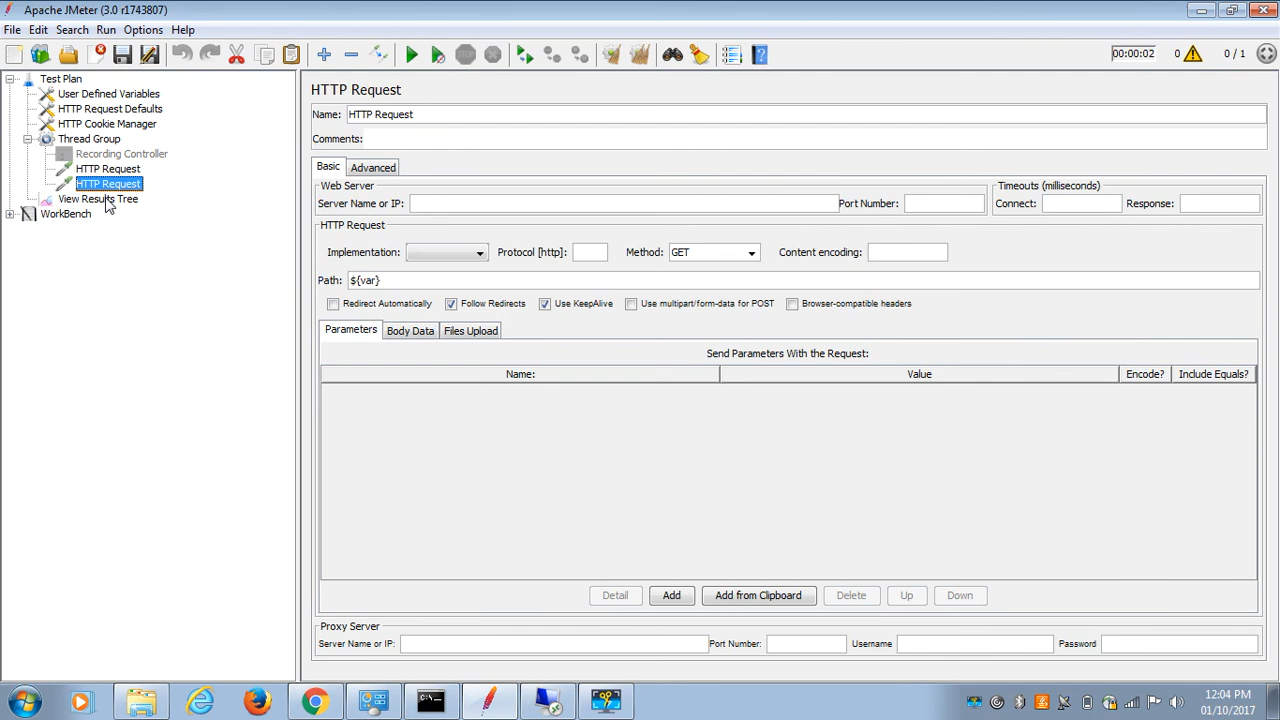 Apache JMeter (3.0 r1743807)
File Edit Search Run Options Help
00:00:02 0 0 / 1
Test Plan
User Defined Variables
HTTP Request Defaults
HTTP Cookie Manager
Thread Group
Recording Controller
HTTP Request
HTTP Request
View Results Tree
WorkBench
HTTP Request
Name: HTTP Request
Comments:
Basic Advanced
Web Server
Server Name or IP: Port Number:
Timeouts (milliseconds)
Connect: Response:
HTTP Request
Implementation: Protocol [http]: Method: GET Content encoding:
Path: ${var}
Redirect Automatically Follow Redirects Use KeepAlive Use multipart/form-data for POST Browser-compatible headers
Parameters Body Data Files Upload
Send Parameters With the Request:
Name: Value Encode? Include Equals?
Detail Add Add from Clipboard Delete Up Down
Proxy Server
Server Name or IP: Port Number: Username Password
12:04 PM
01/10/2017